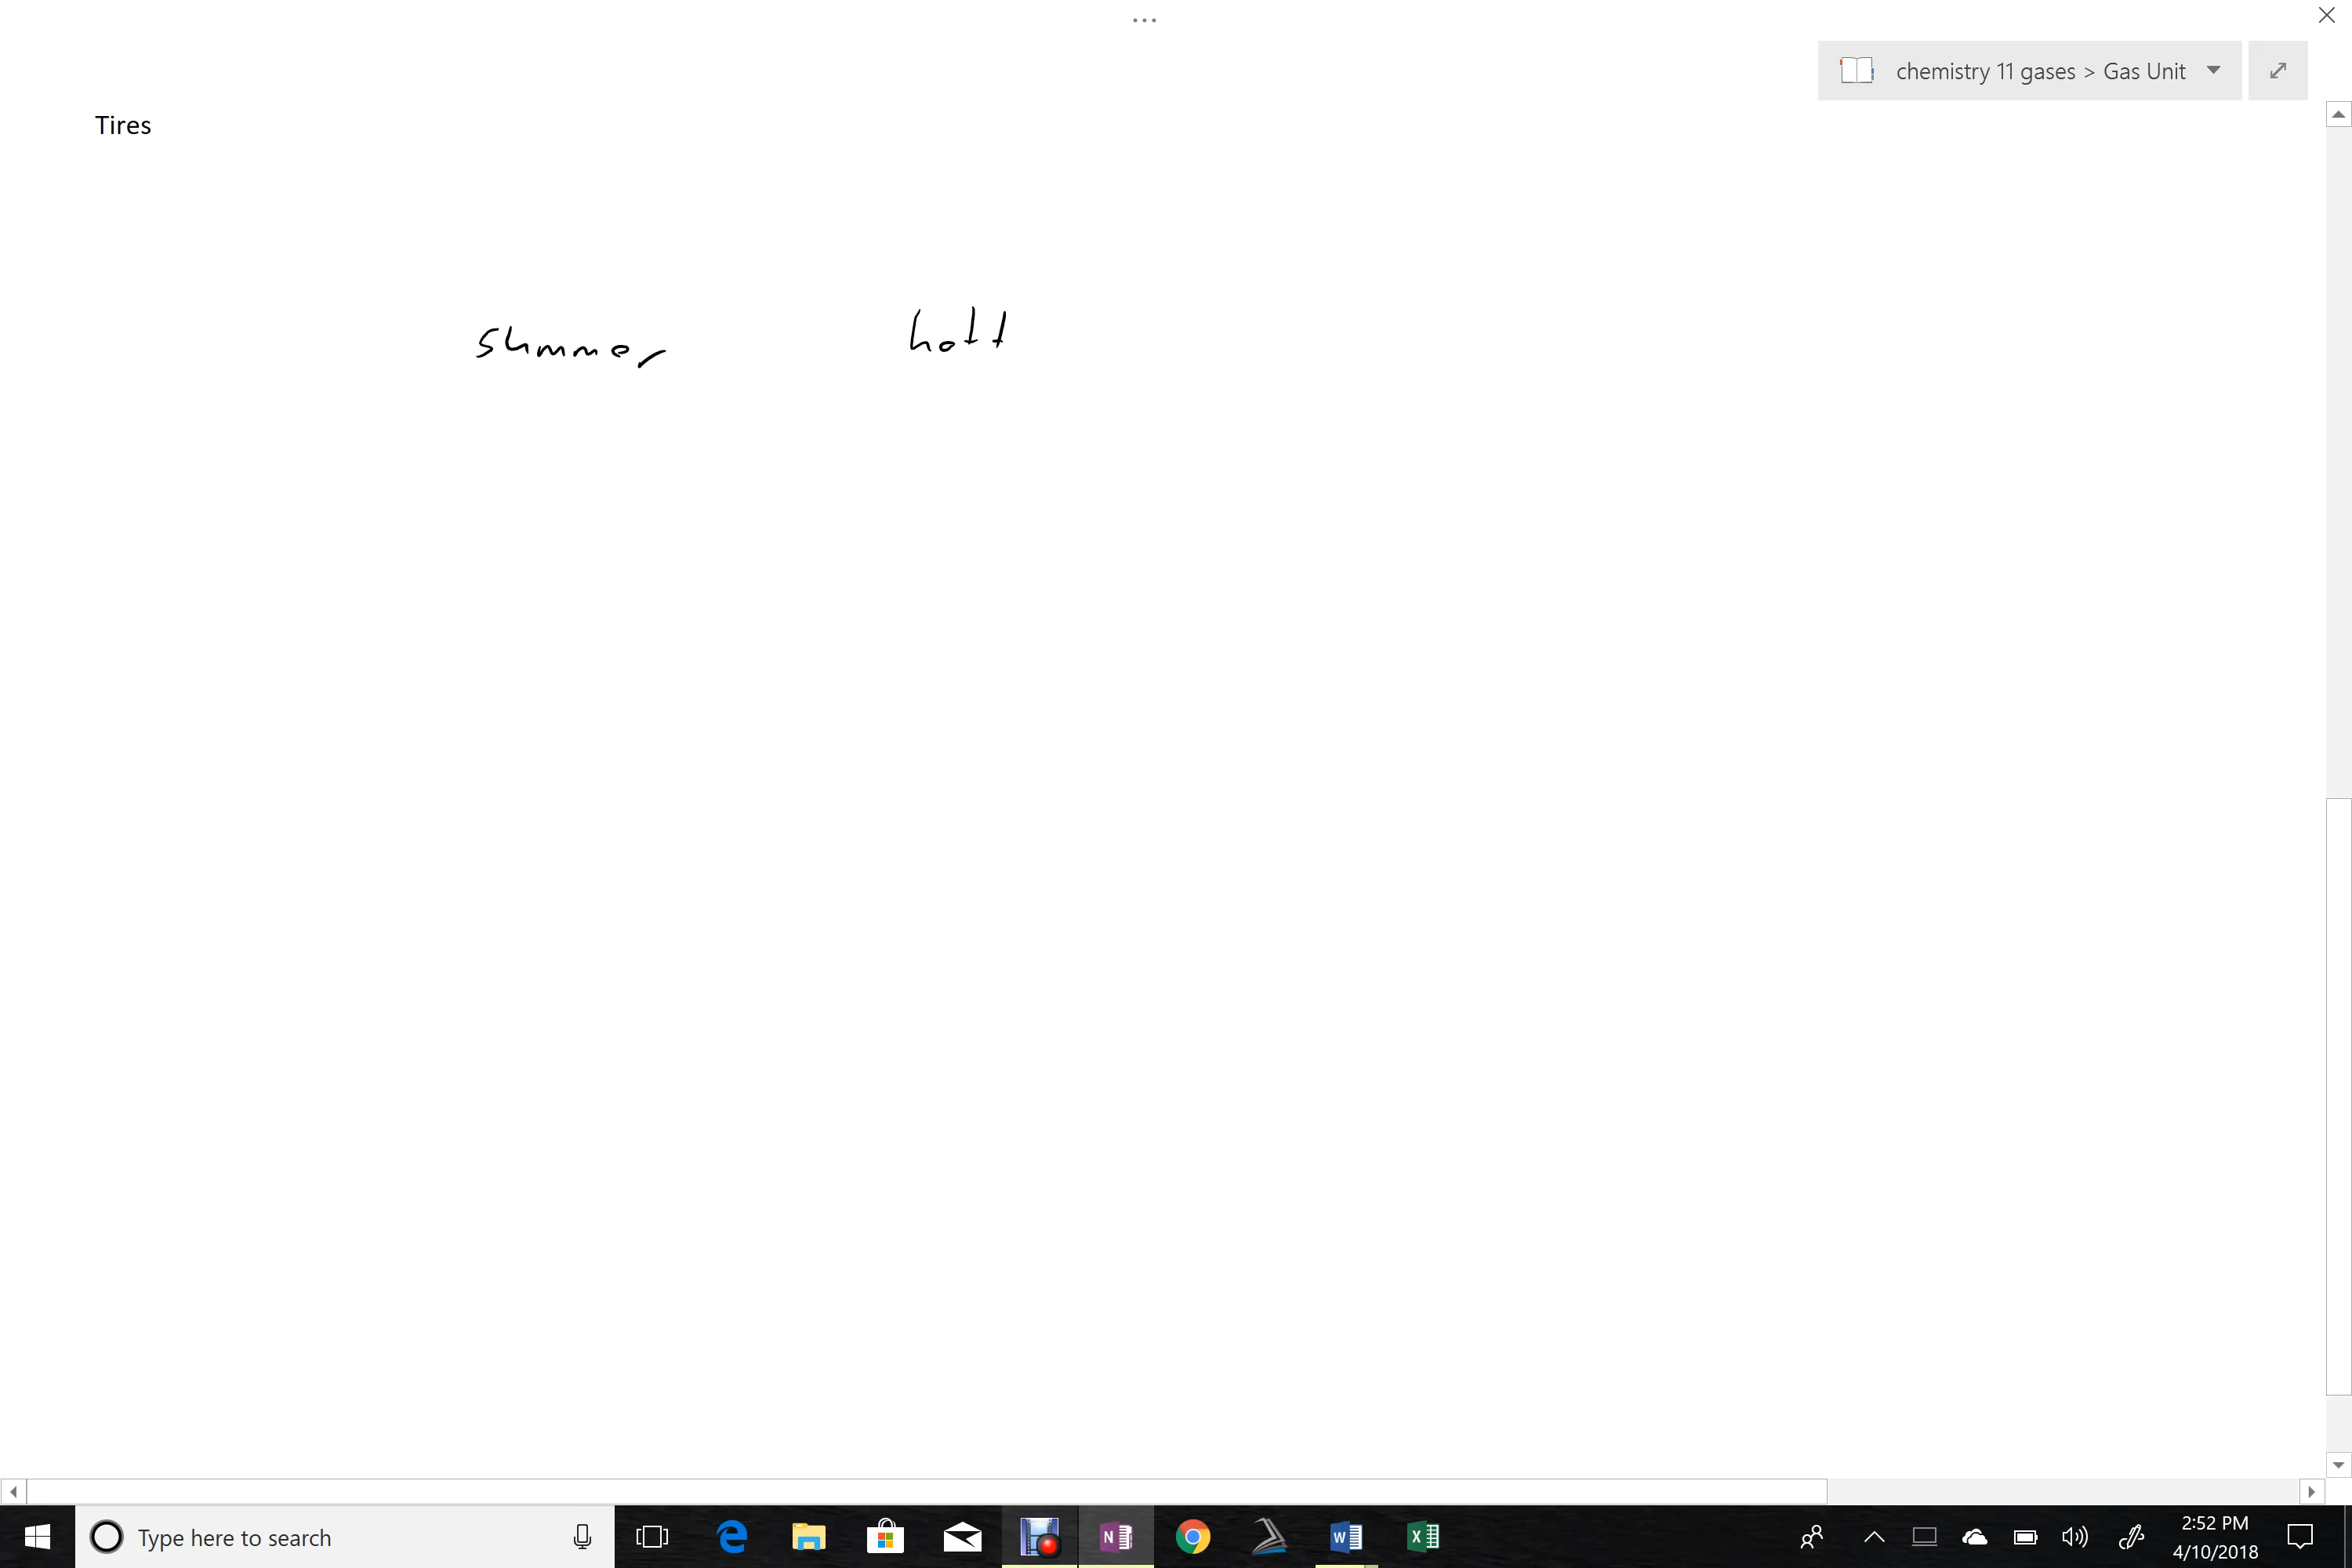 chemistry 11 gases > Gas Unit
Tires
summer hott
Type here to search
2:52 PM
4/10/2018